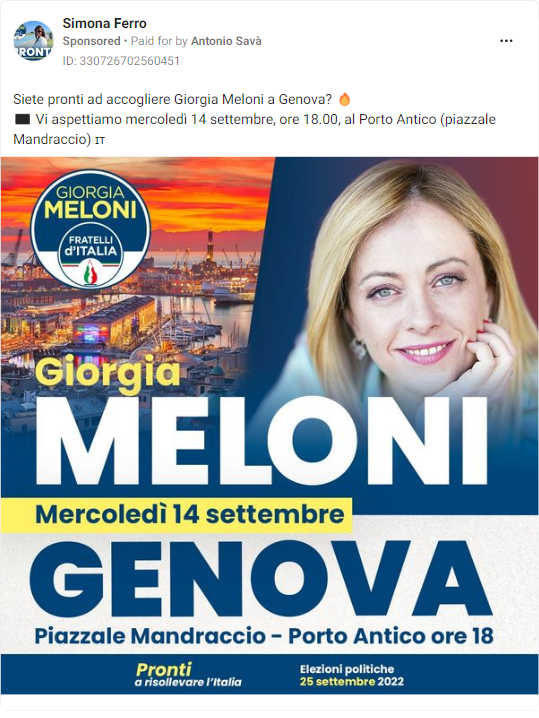 Simona Ferro
Sponsored • Paid for by Antonio Savà
ID: 330726702560451
Siete pronti ad accogliere Giorgia Meloni a Genova? 🔥
Vi aspettiamo mercoledì 14 settembre, ore 18.00, al Porto Antico (piazzale
Mandraccio) IT
PRONT
GIORGIA
MELONI
FRATELLI
d'ITALIA
Giorgia
MELONI
Mercoledì 14 settembre
GENOVA
Piazzale Mandraccio - Porto Antico ore 18
Pronti
a risollevare l'Italia
Elezioni politiche
25 settembre 2022